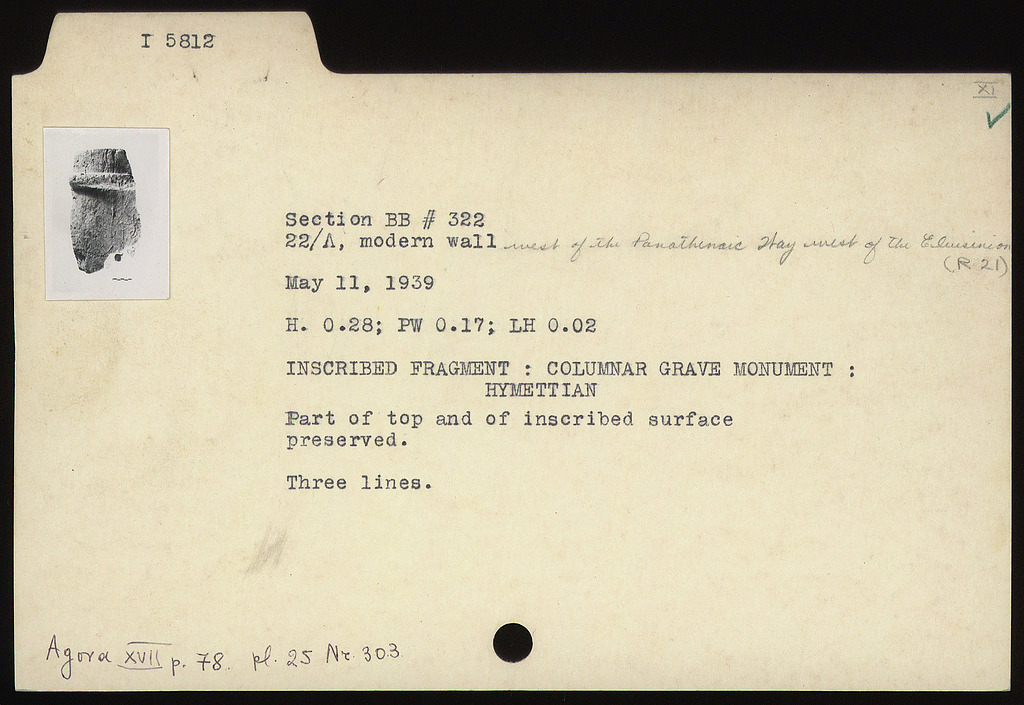 I 5812
XI
Section BB # 322
22/Λ, modern wall west of the Panathenaic Way west of the Eleusinion
(R 21)
May 11, 1939
H. 0.28; PW 0.17; LH 0.02
INSCRIBED FRAGMENT : COLUMNAR GRAVE MONUMENT :
HYMETTIAN
Part of top and of inscribed surface
preserved.
Three lines.
Agora XVII p. 78. pl. 25 Nr. 303.